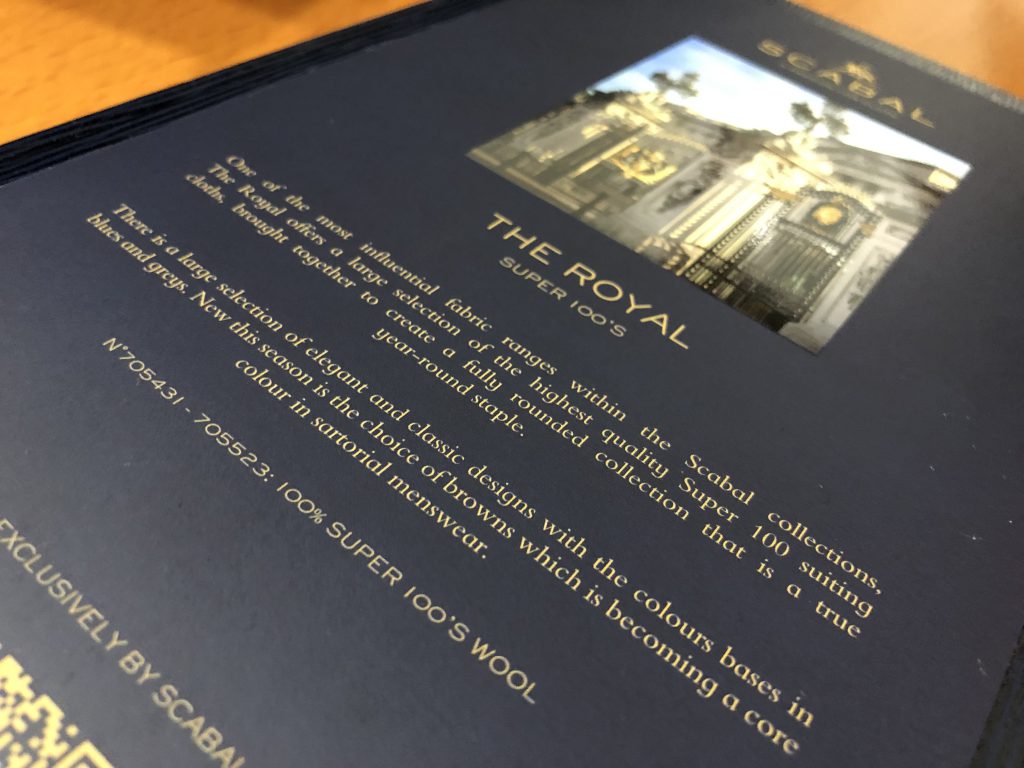 SCABAL
THE ROYAL
SUPER 100'S
One of the most influential fabric ranges within the Scabal collections,
The Royal offers a large selection of the highest quality Super 100 suiting
cloths, brought together to create a fully rounded collection that is a true
year-round staple.
There is a large selection of elegant and classic designs with the colours bases in
blues and greys. New this season is the choice of browns which is becoming a core
colour in sartorial menswear.
N°705431 - 705523: 100% SUPER 100'S WOOL
EXCLUSIVELY BY SCABAL